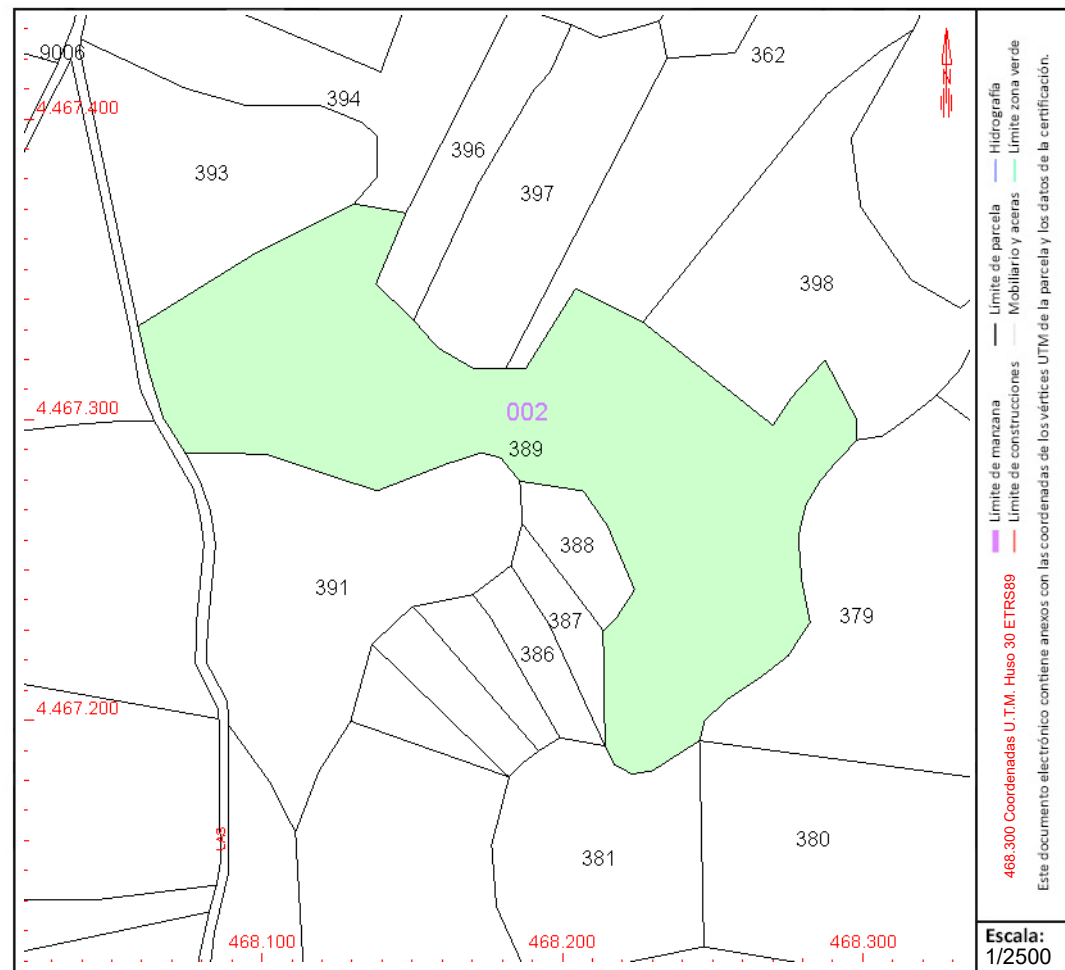 362
9006
394
4.467.400
396
393
397
398
4.467.300
002
389
388
391
387
379
386
4.467.200
380
381
468.100
468.200
468.300
N
Hidrografía
Límite zona verde
Límite de parcela
Mobiliario y aceras
Límite de manzana
Límite de construcciones
468.300 Coordenadas U.T.M. Huso 30 ETRS89
Este documento electrónico contiene anexos con las coordenadas de los vértices UTM de la parcela y los datos de la certificación.
Escala:
1/2500